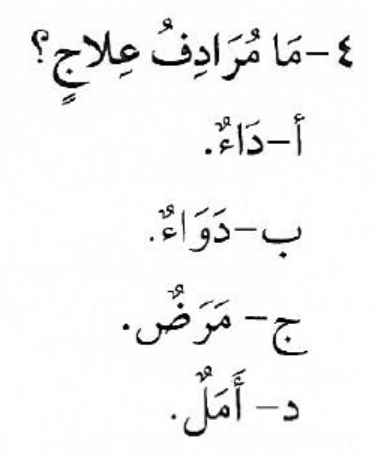 ٤-مَا مُرَادِفُ عِلاجٍ؟
أ-دَاءٌ.
ب-دَوَاءٌ.
ج- مَرَضٌ.
د- أَمَلٌ.